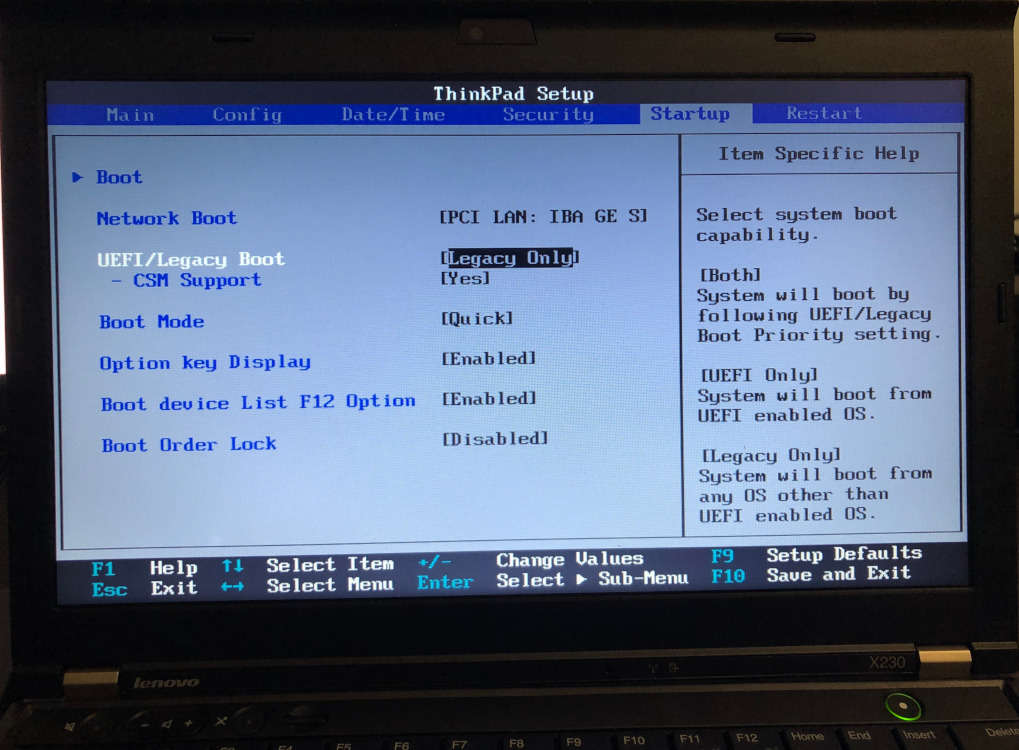 ThinkPad Setup
Main Config Date/Time Security Startup Restart
Item Specific Help
▶ Boot
Network Boot [PCI LAN: IBA GE S]
UEFI/Legacy Boot [Legacy Only]
- CSM Support [Yes]
Boot Mode [Quick]
Option key Display [Enabled]
Boot device List F12 Option [Enabled]
Boot Order Lock [Disabled]
Select system boot
capability.
[Both]
System will boot by
following UEFI/Legacy
Boot Priority setting.
[UEFI Only]
System will boot from
UEFI enabled OS.
[Legacy Only]
System will boot from
any OS other than
UEFI enabled OS.
F1 Help ↑↓ Select Item +/- Change Values F9 Setup Defaults
Esc Exit ←→ Select Menu Enter Select ▶ Sub-Menu F10 Save and Exit
X230
lenovo
F4 F5 F6 F7 F8 F9 F10 F11 F12 Home End Insert Delete